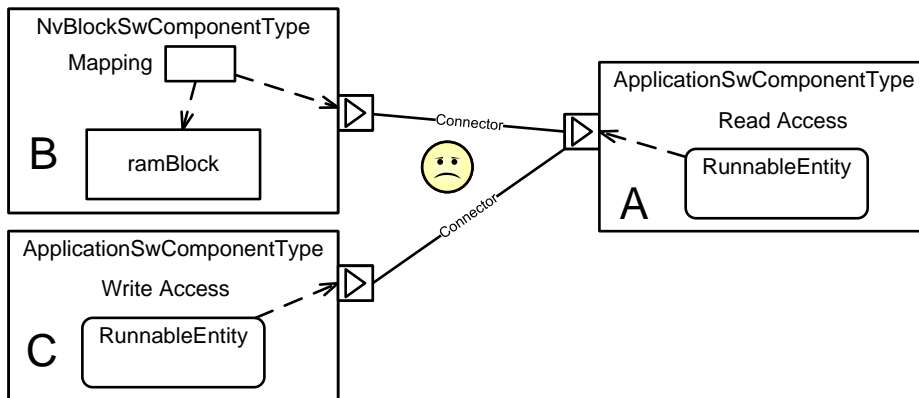 NvBlockSwComponentType
Mapping
B
ramBlock
Connector
ApplicationSwComponentType
Read Access
RunnableEntity
A
Connector
ApplicationSwComponentType
Write Access
RunnableEntity
C